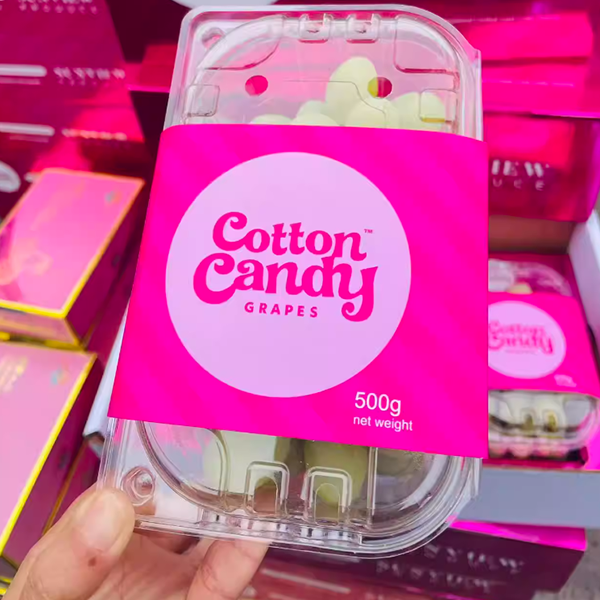 Cotton™
Candy
GRAPES
500g
net weight
Cotton
Candy